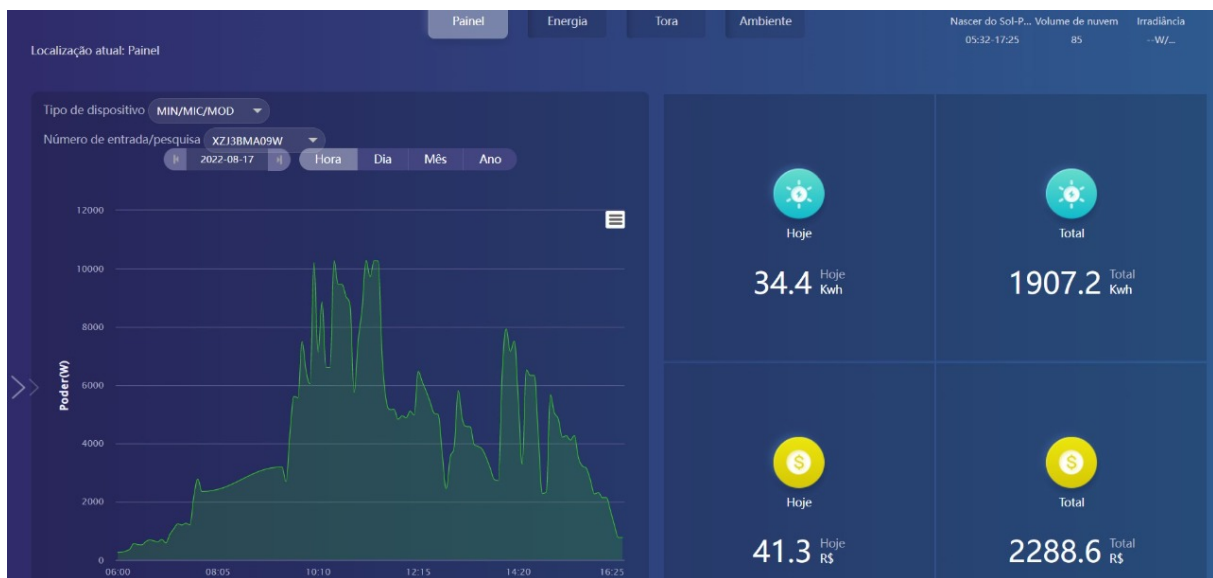 Painel Energia Tora Ambiente
Nascer do Sol-P... Volume de nuvem Irradiância
05:32-17:25 85 --W/...
Localização atual: Painel
Tipo de dispositivo MIN/MIC/MOD
Número de entrada/pesquisa XZJ3BMA09W
2022-08-17 Hora Dia Mês Ano
12000
10000
8000
6000
4000
2000
0
Poder(W)
06:00 08:05 10:10 12:15 14:20 16:25
Hoje
34.4 Hoje Kwh
Total
1907.2 Total Kwh
Hoje
41.3 Hoje R$
Total
2288.6 Total R$